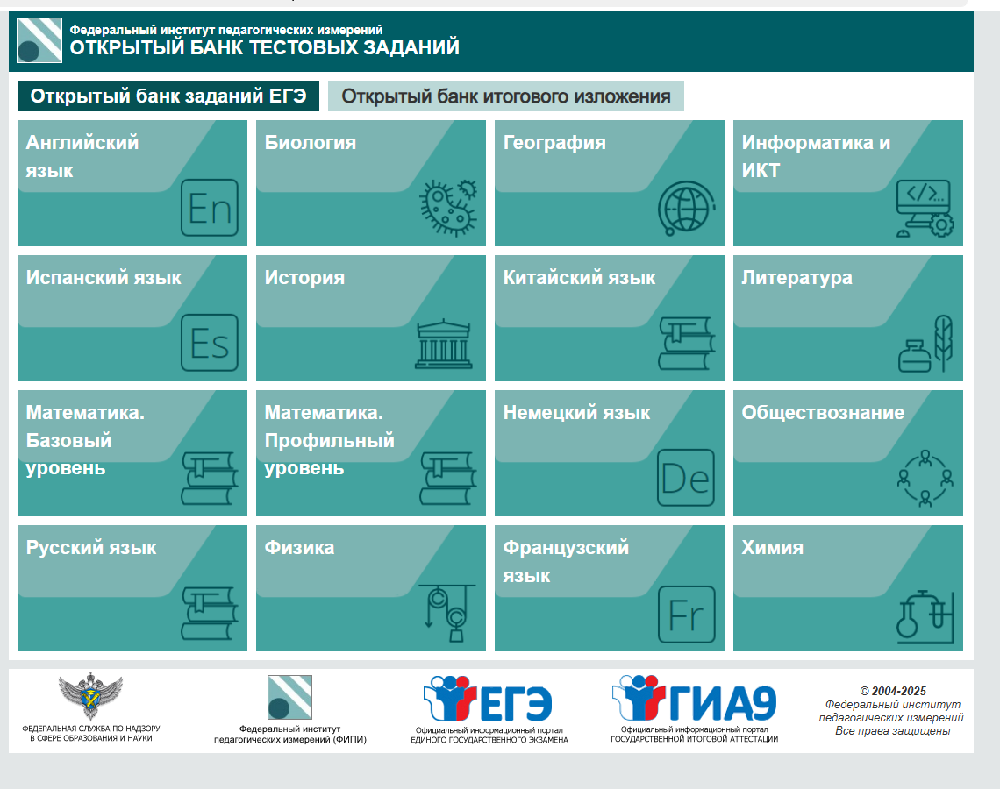 Федеральный институт педагогических измерений
ОТКРЫТЫЙ БАНК ТЕСТОВЫХ ЗАДАНИЙ
Открытый банк заданий ЕГЭ
Открытый банк итогового изложения
Английский
язык
En
Биология
География
Информатика и
ИКТ
</>...
Испанский язык
Es
История
Китайский язык
Литература
Математика.
Базовый
уровень
Математика.
Профильный
уровень
Немецкий язык
De
Обществознание
Русский язык
Физика
Французский
язык
Fr
Химия
ФЕДЕРАЛЬНАЯ СЛУЖБА ПО НАДЗОРУ
В СФЕРЕ ОБРАЗОВАНИЯ И НАУКИ
Федеральный институт
педагогических измерений (ФИПИ)
ЕГЭ
Официальный информационный портал
ЕДИНОГО ГОСУДАРСТВЕННОГО ЭКЗАМЕНА
ГИА9
Официальный информационный портал
ГОСУДАРСТВЕННОЙ ИТОГОВОЙ АТТЕСТАЦИИ
© 2004-2025
Федеральный институт
педагогических измерений.
Все права защищены